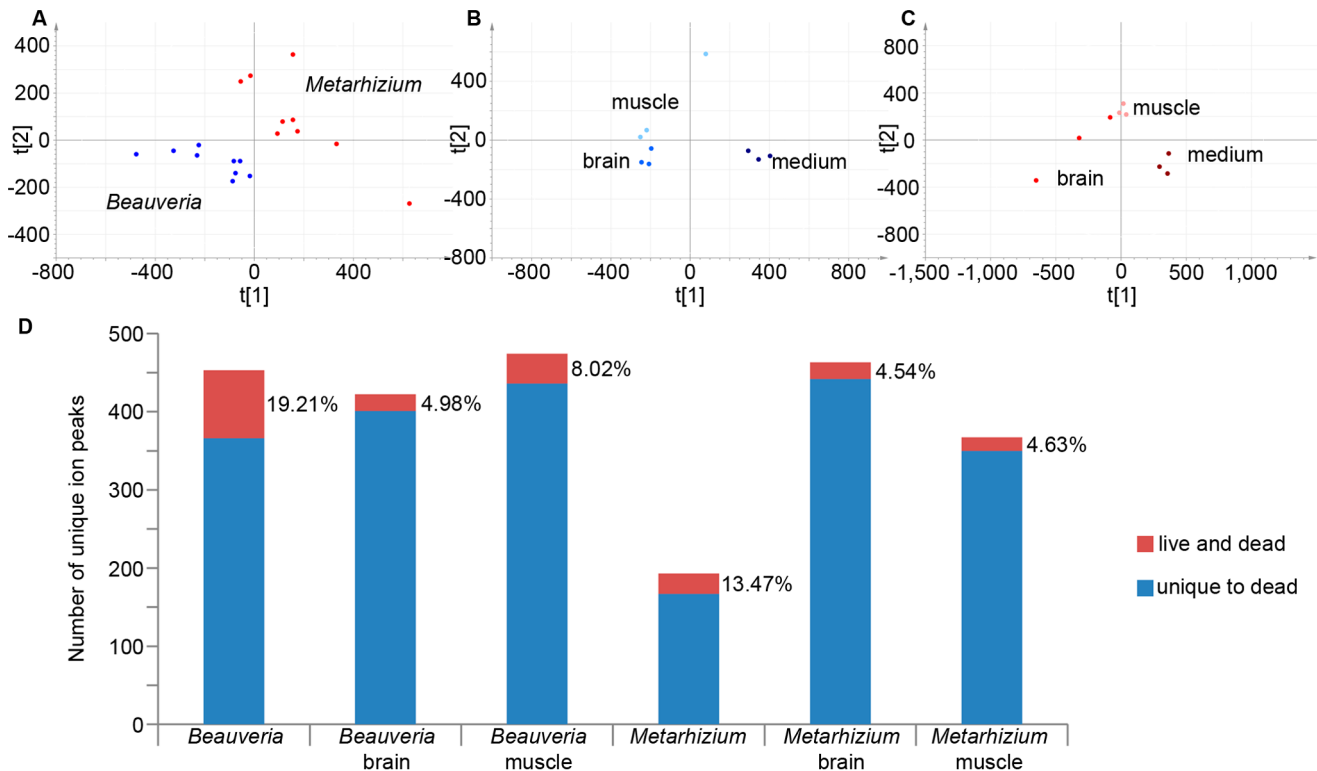 A
400
200
0
-200
-400
t[2]
-800
-400
0
400
t[1]
Metarhizium
Beauveria
B
400
0
-400
-800
t[2]
-800
-400
0
400
800
t[1]
muscle
brain
medium
C
800
400
0
-400
-800
t[2]
-1,500
-1,000
-500
0
500
1,000
t[1]
muscle
medium
brain
D
500
400
300
200
100
0
Number of unique ion peaks
19.21%
4.98%
8.02%
13.47%
4.54%
4.63%
Beauveria
Beauveria
brain
Beauveria
muscle
Metarhizium
Metarhizium
brain
Metarhizium
muscle
live and dead
unique to dead